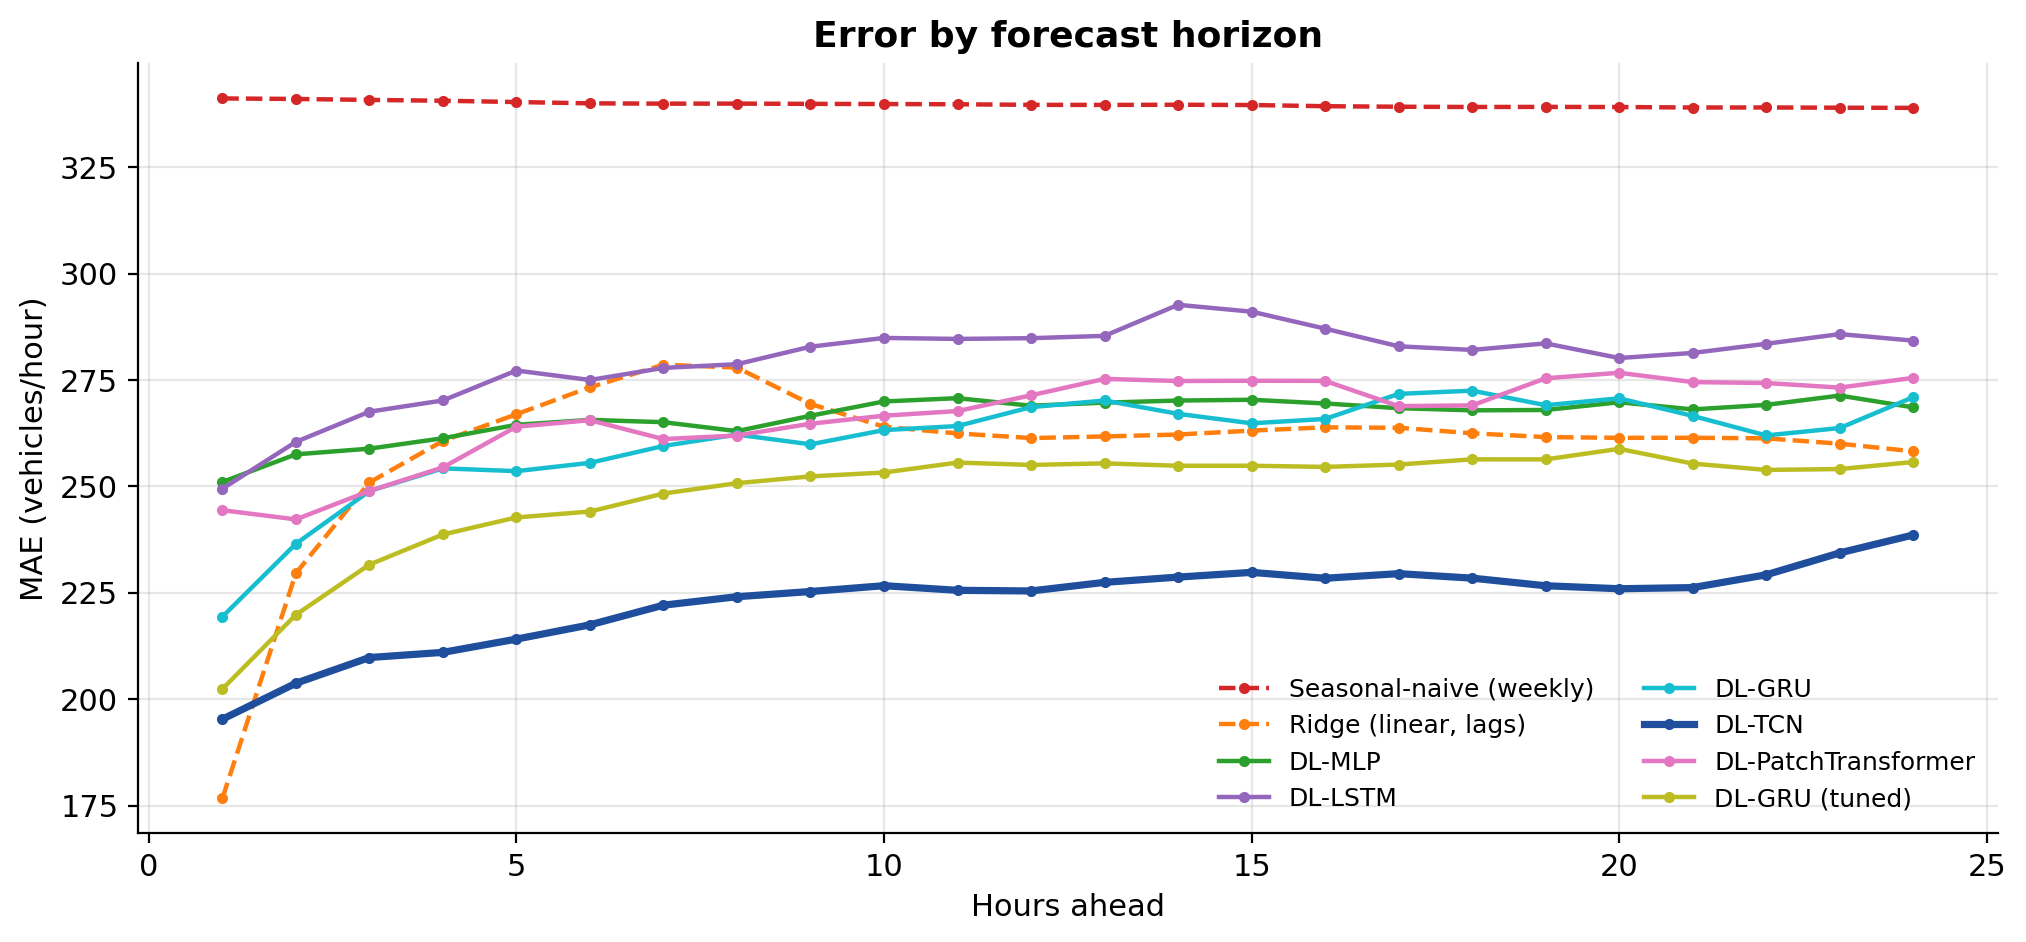 Error by forecast horizon
MAE (vehicles/hour)
325
300
275
250
225
200
175
Seasonal-naive (weekly)
Ridge (linear, lags)
DL-MLP
DL-LSTM
DL-GRU
DL-TCN
DL-PatchTransformer
DL-GRU (tuned)
0 5 10 15 20 25
Hours ahead